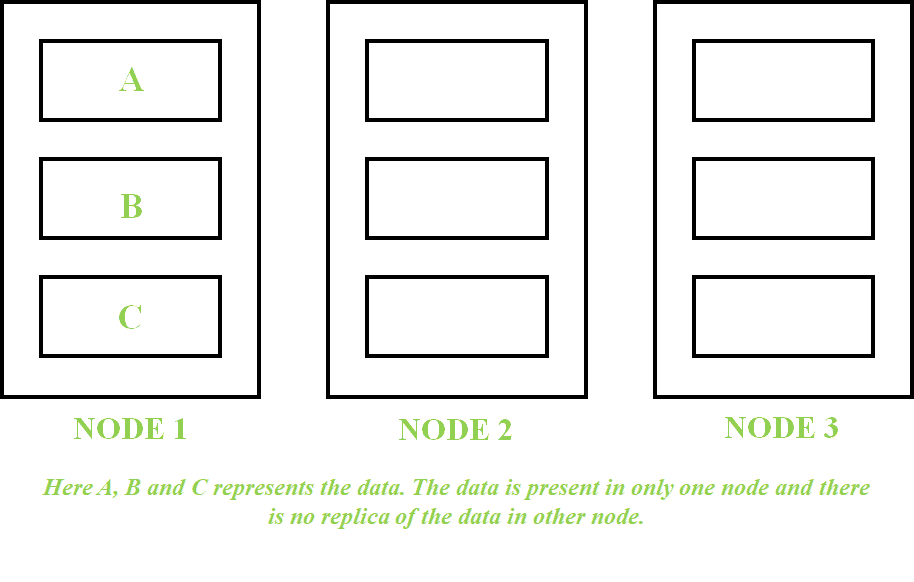 A
B
C
NODE 1
NODE 2
NODE 3
Here A, B and C represents the data. The data is present in only one node and there
is no replica of the data in other node.